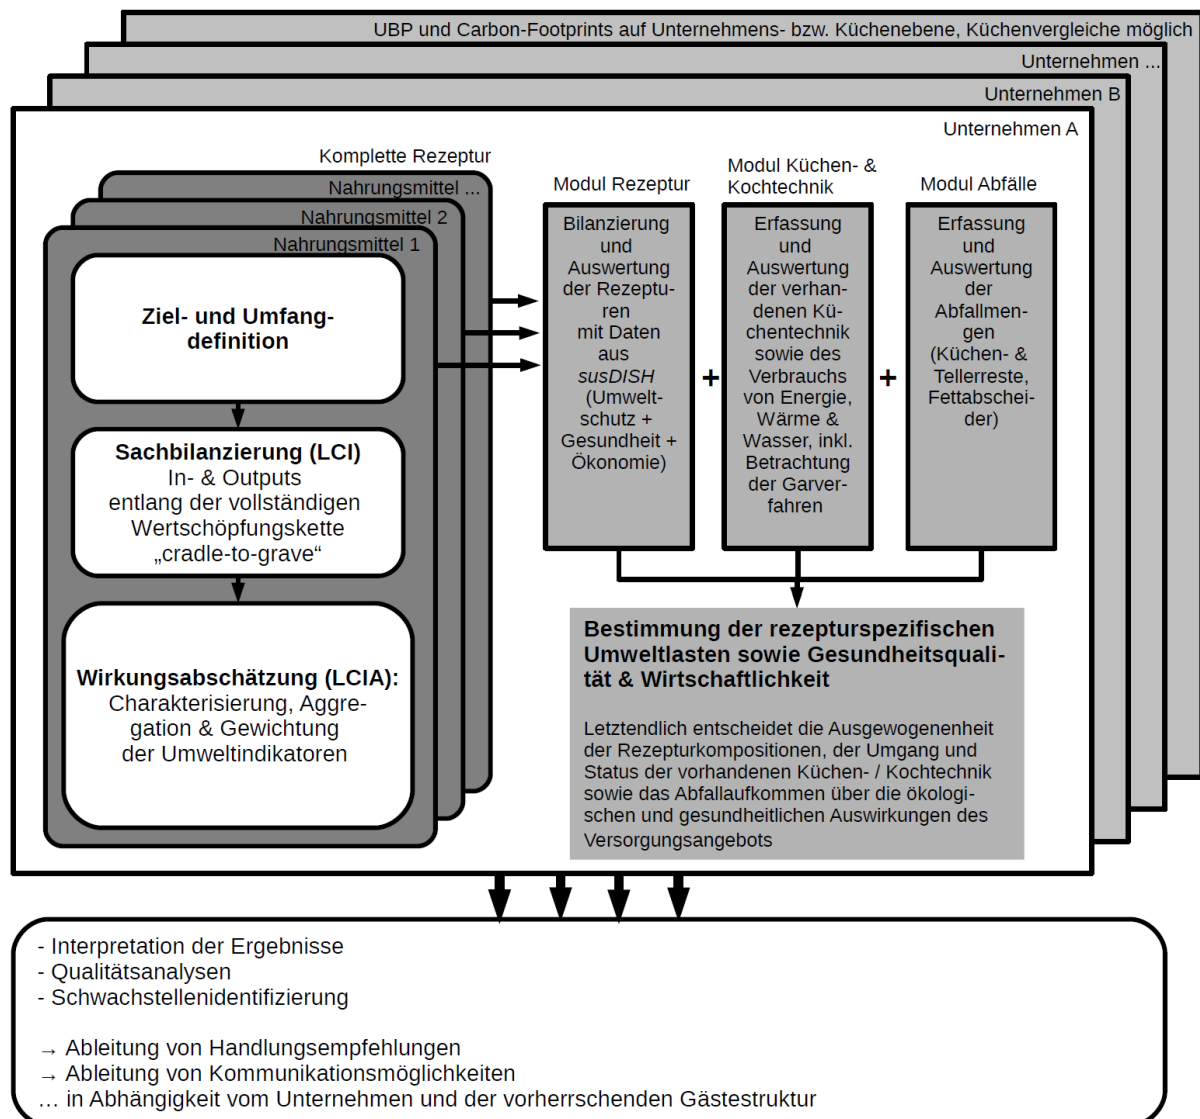 UBP und Carbon-Footprints auf Unternehmens- bzw. Küchenebene, Küchenvergleiche möglich
Unternehmen ...
Unternehmen B
Unternehmen A
Komplette Rezeptur
Nahrungsmittel ...
Nahrungsmittel 2
Nahrungsmittel 1
Ziel- und Umfang-
definition
Sachbilanzierung (LCI)
In- & Outputs
entlang der vollständigen
Wertschöpfungskette
„cradle-to-grave“
Wirkungsabschätzung (LCIA):
Charakterisierung, Aggre-
gation & Gewichtung
der Umweltindikatoren
Modul Rezeptur
Bilanzierung
und
Auswertung
der Rezeptu-
ren
mit Daten
aus
susDISH
(Umwelt-
schutz +
Gesundheit +
Ökonomie)
+
Modul Küchen- &
Kochtechnik
Erfassung
und
Auswertung
der verhan-
denen Kü-
chentechnik
sowie des
Verbrauchs
von Energie,
Wärme &
Wasser, inkl.
Betrachtung
der Garver-
fahren
+
Modul Abfälle
Erfassung
und
Auswertung
der
Abfallmen-
gen
(Küchen- &
Tellerreste,
Fettabschei-
der)
Bestimmung der rezepturspezifischen
Umweltlasten sowie Gesundheitsquali-
tät & Wirtschaftlichkeit
Letztendlich entscheidet die Ausgewogenenheit
der Rezepturkompositionen, der Umgang und
Status der vorhandenen Küchen- / Kochtechnik
sowie das Abfallaufkommen über die ökologi-
schen und gesundheitlichen Auswirkungen des
Versorgungsangebots
- Interpretation der Ergebnisse
- Qualitätsanalysen
- Schwachstellenidentifizierung
→ Ableitung von Handlungsempfehlungen
→ Ableitung von Kommunikationsmöglichkeiten
… in Abhängigkeit vom Unternehmen und der vorherrschenden Gästestruktur